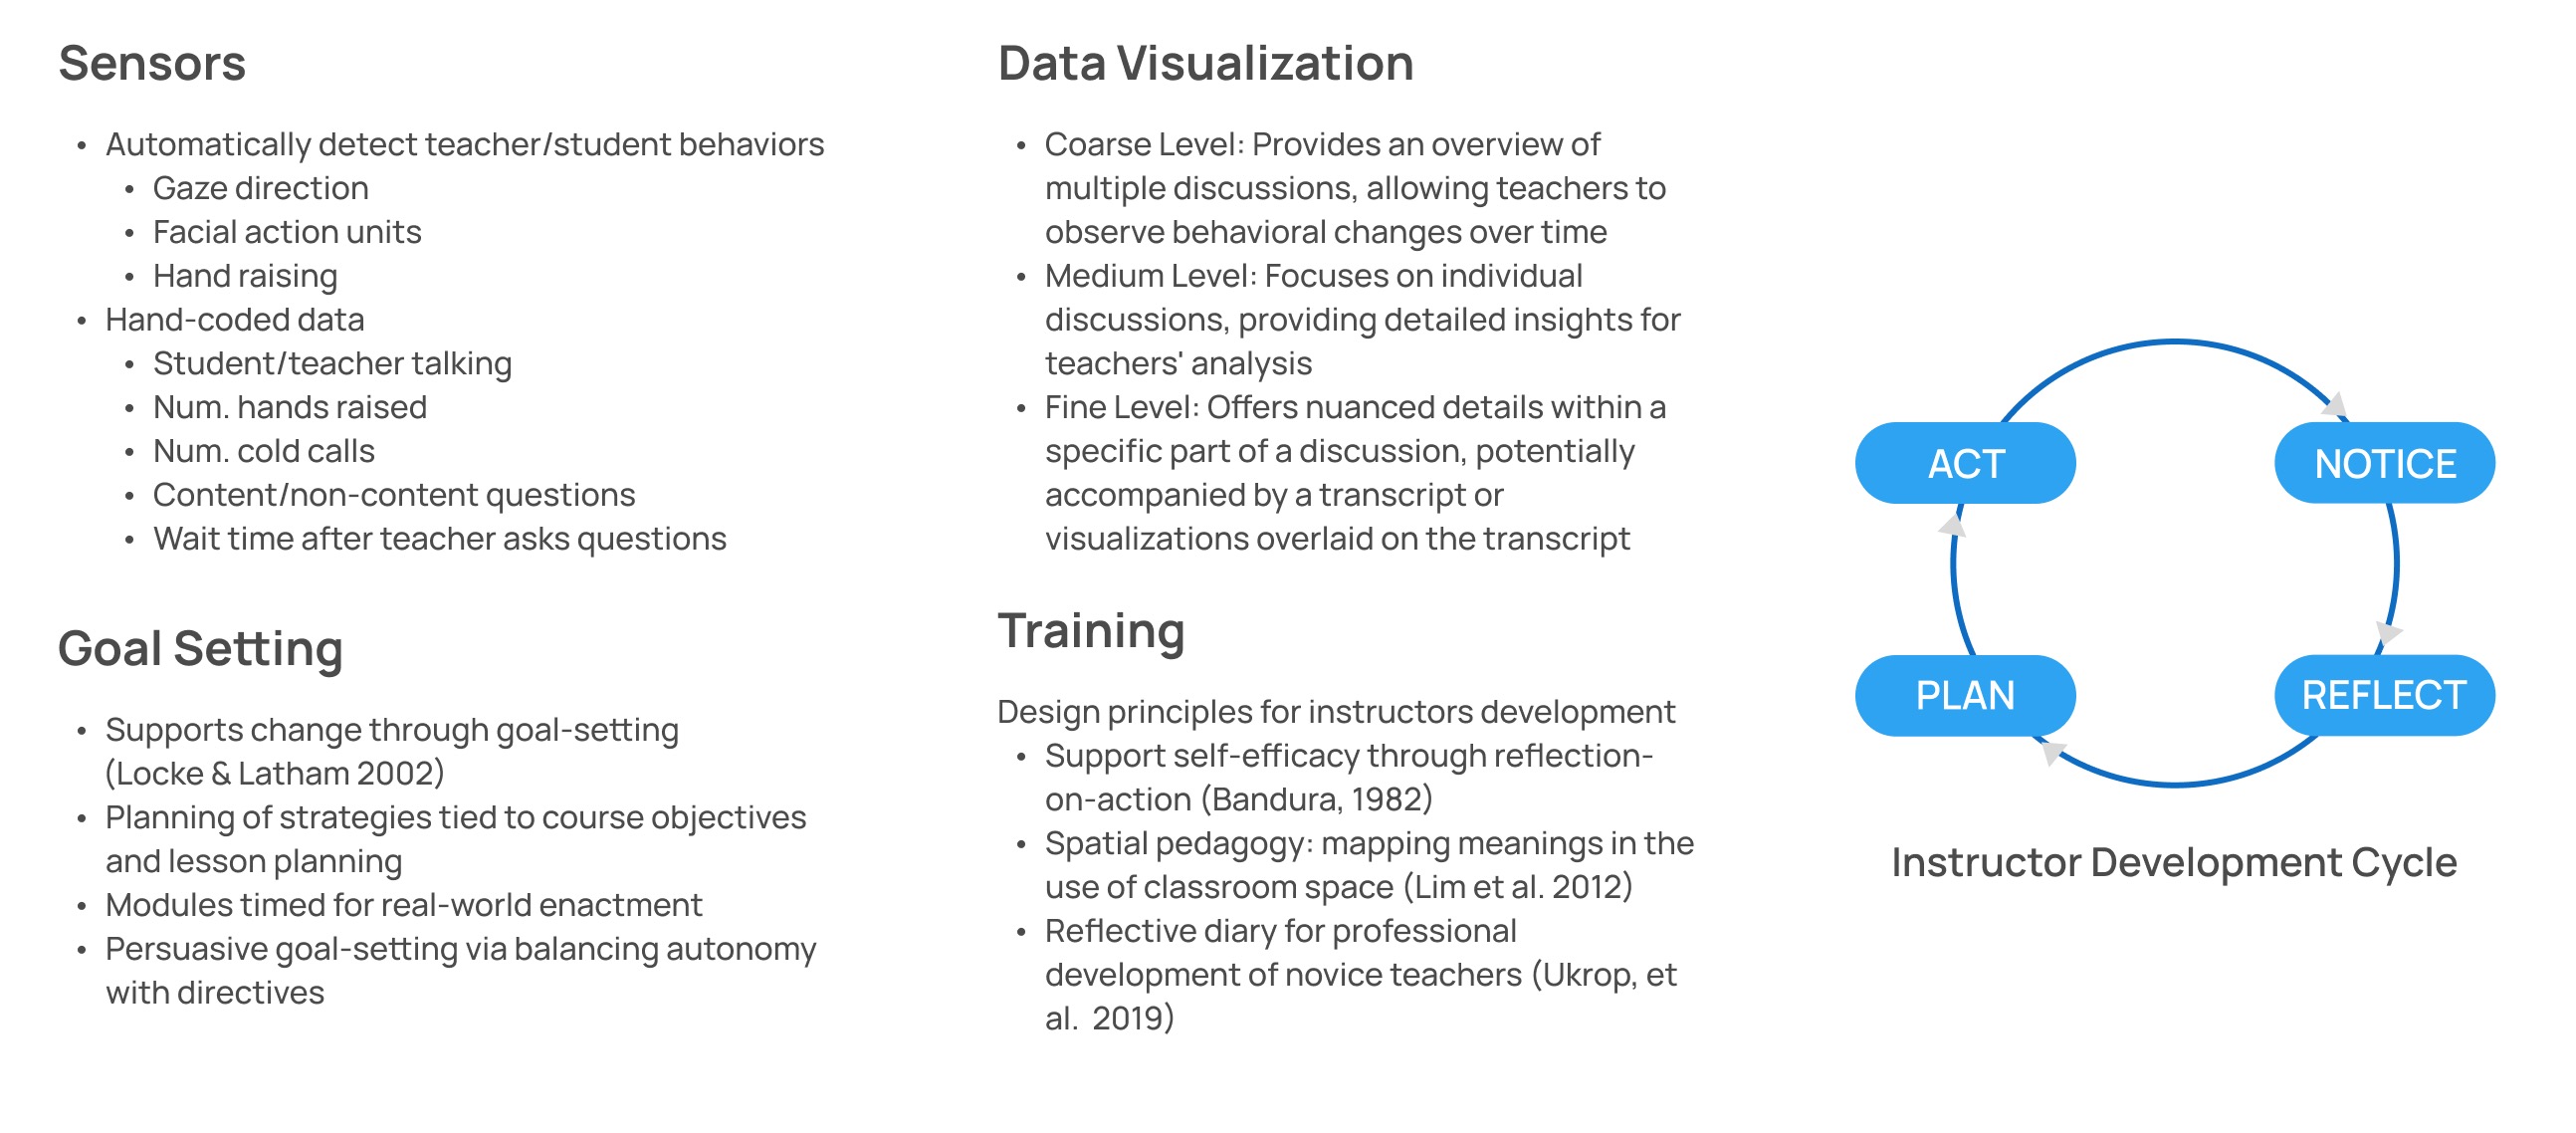 Sensors
• Automatically detect teacher/student behaviors
• Gaze direction
• Facial action units
• Hand raising
• Hand-coded data
• Student/teacher talking
• Num. hands raised
• Num. cold calls
• Content/non-content questions
• Wait time after teacher asks questions
Goal Setting
• Supports change through goal-setting
(Locke & Latham 2002)
• Planning of strategies tied to course objectives
and lesson planning
• Modules timed for real-world enactment
• Persuasive goal-setting via balancing autonomy
with directives
Data Visualization
• Coarse Level: Provides an overview of
multiple discussions, allowing teachers to
observe behavioral changes over time
• Medium Level: Focuses on individual
discussions, providing detailed insights for
teachers' analysis
• Fine Level: Offers nuanced details within a
specific part of a discussion, potentially
accompanied by a transcript or
visualizations overlaid on the transcript
Training
Design principles for instructors development
• Support self-efficacy through reflection-
on-action (Bandura, 1982)
• Spatial pedagogy: mapping meanings in the
use of classroom space (Lim et al. 2012)
• Reflective diary for professional
development of novice teachers (Ukrop, et
al.  2019)
ACT
NOTICE
PLAN
REFLECT
Instructor Development Cycle